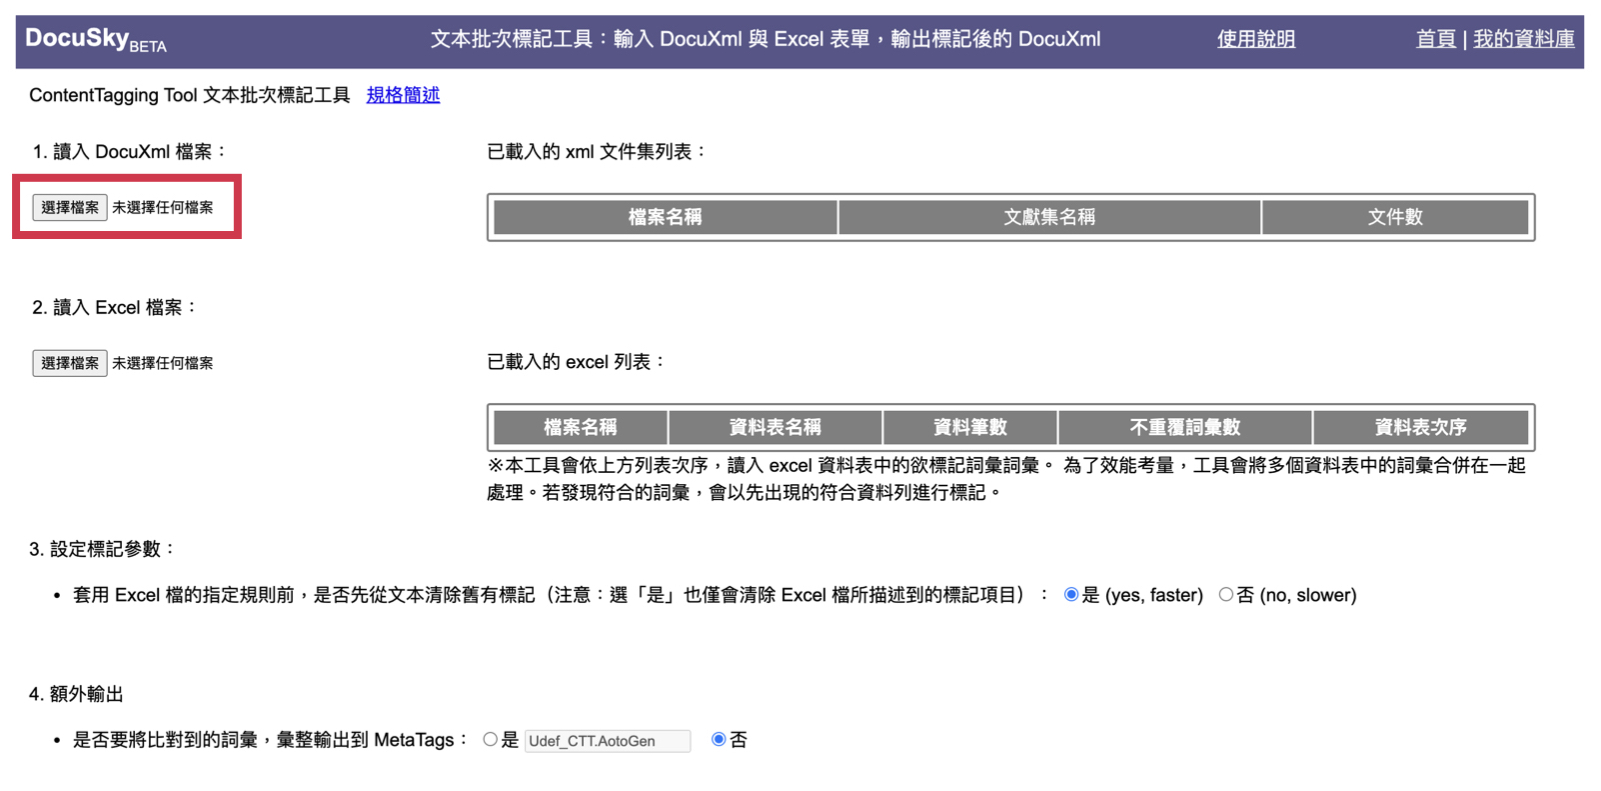 DocuSkyBETA 文本批次標記工具：輸入 DocuXml 與 Excel 表單，輸出標記後的 DocuXml 使用說明 首頁 | 我的資料庫
ContentTagging Tool 文本批次標記工具 規格簡述
1. 讀入 DocuXml 檔案：
已載入的 xml 文件集列表：
選擇檔案 未選擇任何檔案
檔案名稱 文獻集名稱 文件數
2. 讀入 Excel 檔案：
選擇檔案 未選擇任何檔案
已載入的 excel 列表：
檔案名稱 資料表名稱 資料筆數 不重覆詞彙數 資料表次序
※本工具會依上方列表次序，讀入 excel 資料表中的欲標記詞彙詞彙。 為了效能考量，工具會將多個資料表中的詞彙合併在一起
處理。若發現符合的詞彙，會以先出現的符合資料列進行標記。
3. 設定標記參數：
• 套用 Excel 檔的指定規則前，是否先從文本清除舊有標記（注意：選「是」也僅會清除 Excel 檔所描述到的標記項目）： 是 (yes, faster) 否 (no, slower)
4. 額外輸出
• 是否要將比對到的詞彙，彙整輸出到 MetaTags： 是 Udef_CTT.AotoGen 否